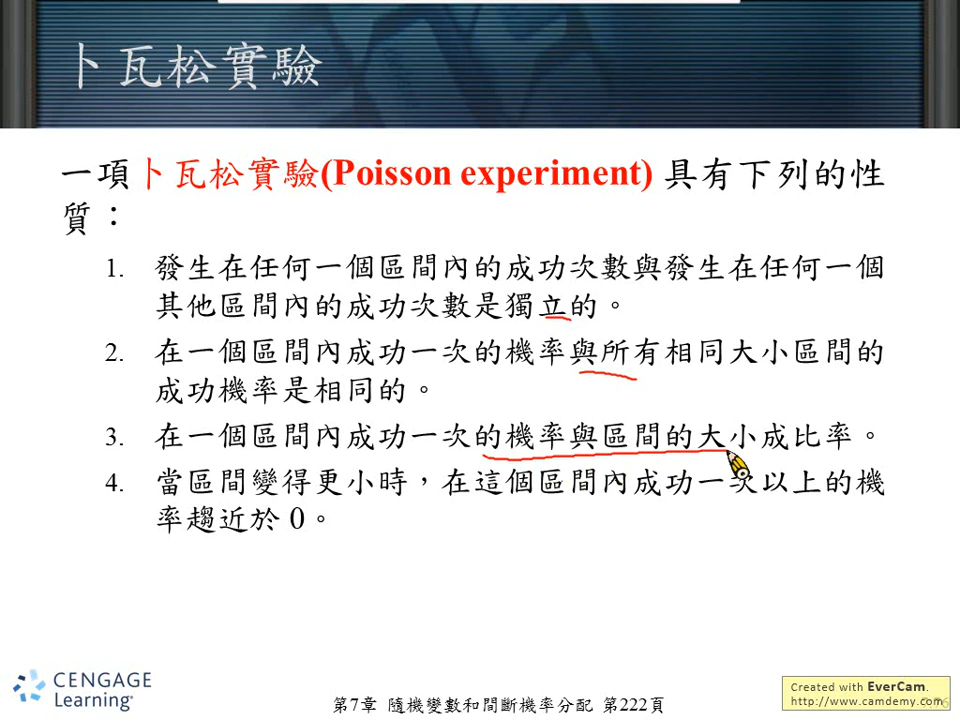 卜瓦松實驗
一項卜瓦松實驗(Poisson experiment) 具有下列的性
質：
1. 發生在任何一個區間內的成功次數與發生在任何一個
其他區間內的成功次數是獨立的。
2. 在一個區間內成功一次的機率與所有相同大小區間的
成功機率是相同的。
3. 在一個區間內成功一次的機率與區間的大小成比率。
4. 當區間變得更小時，在這個區間內成功一次以上的機
率趨近於 0。
CENGAGE
Learning
第7章 隨機變數和間斷機率分配 第222頁
Created with EverCam.
http://www.camdemy.com